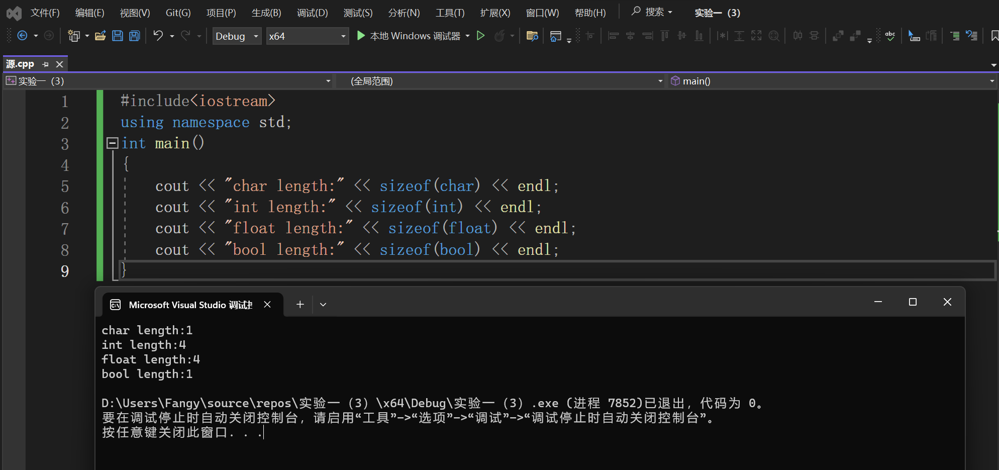 文件(F) 编辑(E) 视图(V) Git(G) 项目(P) 生成(B) 调试(D) 测试(S) 分析(N) 工具(T) 扩展(X) 窗口(W) 帮助(H) 搜索 实验一（3）
Debug x64 本地 Windows 调试器 abc
源.cpp
实验一（3） (全局范围) main()
1 #include<iostream>
2 using namespace std;
3 int main()
4 {
5 cout << "char length:" << sizeof(char) << endl;
6 cout << "int length:" << sizeof(int) << endl;
7 cout << "float length:" << sizeof(float) << endl;
8 cout << "bool length:" << sizeof(bool) << endl;
9 }
Microsoft Visual Studio 调试
char length:1
int length:4
float length:4
bool length:1
D:\Users\Fangy\source\repos\实验一（3）\x64\Debug\实验一（3）.exe (进程 7852)已退出，代码为 0。
要在调试停止时自动关闭控制台，请启用“工具”->“选项”->“调试”->“调试停止时自动关闭控制台”。
按任意键关闭此窗口. . .